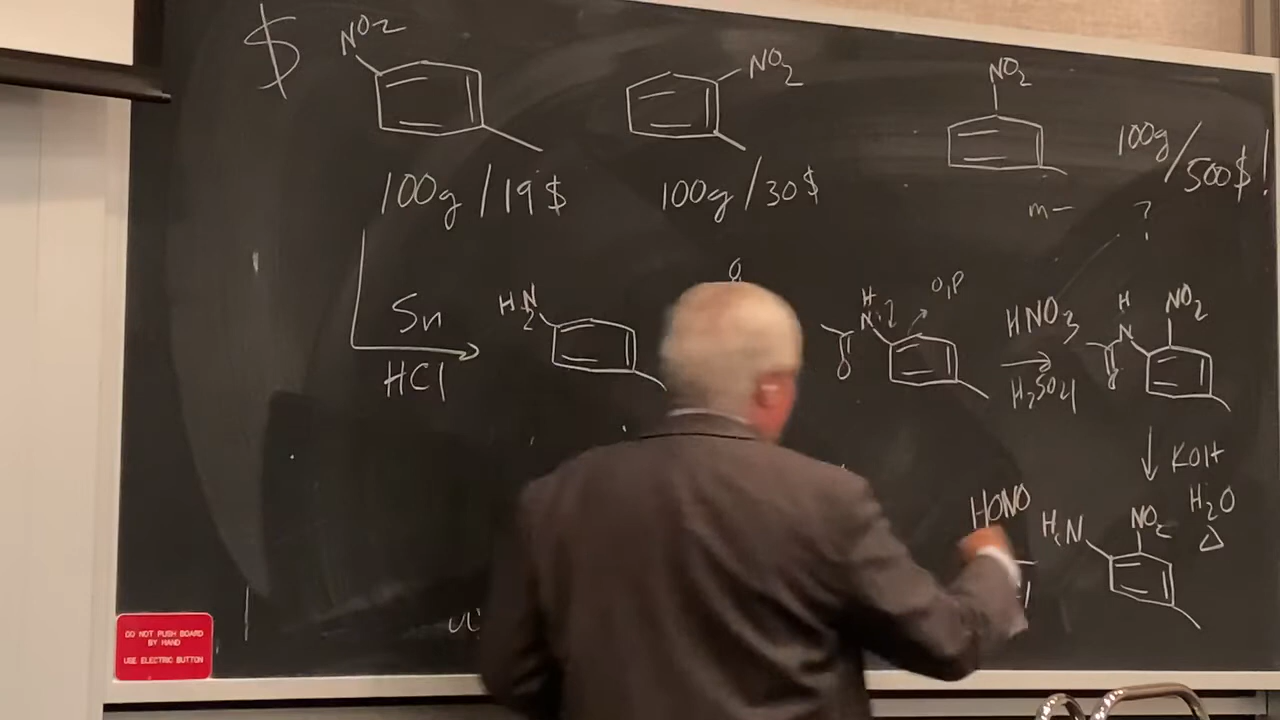 $
NO2
NO2
NO2
100g/19$
100g/30$
100g/500$!
m-
?
Sn
HCl
H2N
O
H
N
O
O,P
HNO3
H2SO4
H
N
O
NO2
KOH
H2O
Δ
HONO
H2N
NO2
DO NOT PUSH BOARD
BY HAND
USE ELECTRIC BUTTON